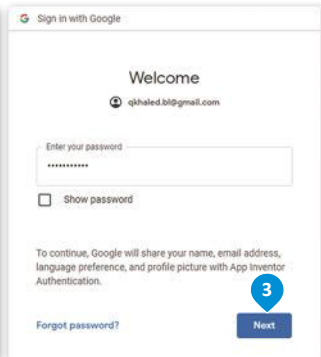 Sign in with Google
Welcome
qkhaled.bl@gmail.com
Enter your password
•••••••••••
Show password
To continue, Google will share your name, email address,
language preference, and profile picture with App Inventor
Authentication.
3
Forgot password?
Next